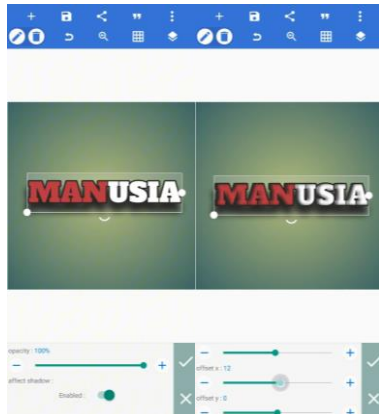 MANUSIA
opacity : 100%
affect shadow :
Enabled :
MANUSIA
offset x : 12
offset y : 0